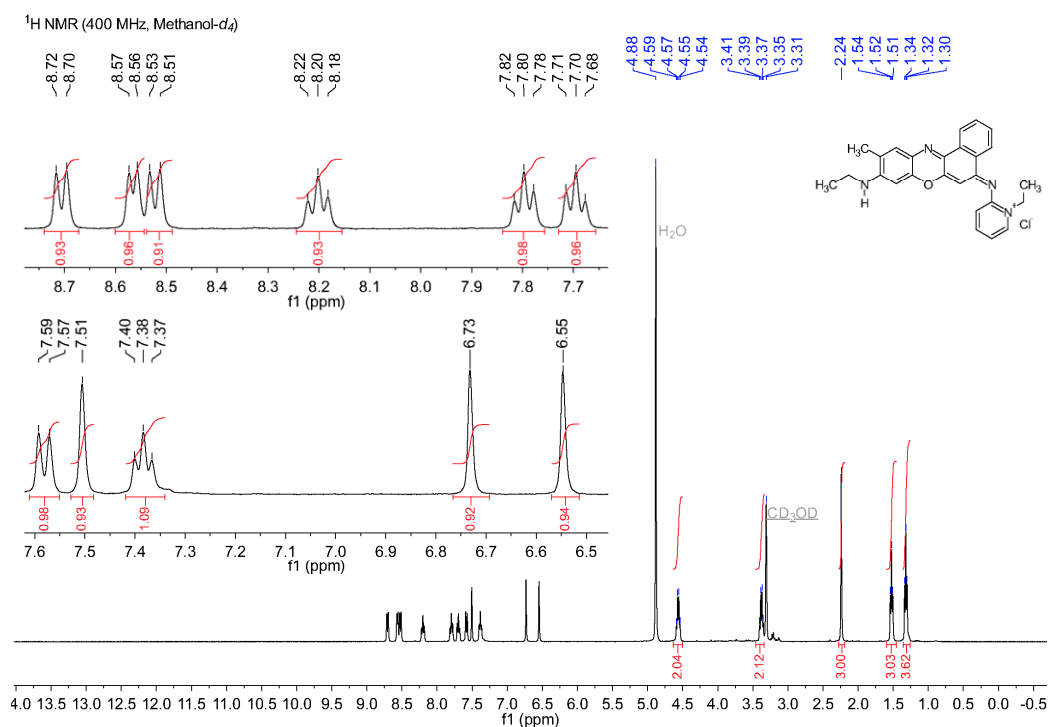 ¹H NMR (400 MHz, Methanol-d₄)
8.72 8.70 8.57 8.56 8.53 8.51 8.22 8.20 8.18 7.82 7.80 7.78 7.71 7.70 7.68
4.88 4.59 4.57 4.55 4.54 3.41 3.39 3.37 3.35 3.31 2.24 1.54 1.52 1.51 1.34 1.32 1.30
H₃C
N
H₃C
N
H
O
N
CH₃
N⁺
Cl⁻
0.93 0.96 0.91 0.93 0.98 0.96
8.7 8.6 8.5 8.4 8.3 8.2 8.1 8.0 7.9 7.8 7.7
f1 (ppm)
H₂O
7.59 7.57 7.51 7.40 7.38 7.37 6.73 6.55
0.98 0.93 1.09 0.92 0.94
7.6 7.5 7.4 7.3 7.2 7.1 7.0 6.9 6.8 6.7 6.6 6.5
f1 (ppm)
CD₃OD
2.04 2.12 3.00 3.03 3.62
4.0 13.0 12.0 11.0 10.0 9.0 8.5 8.0 7.5 7.0 6.5 6.0 5.5 5.0 4.5 4.0 3.5 3.0 2.5 2.0 1.5 1.0 0.5 0.0 -0.5
f1 (ppm)